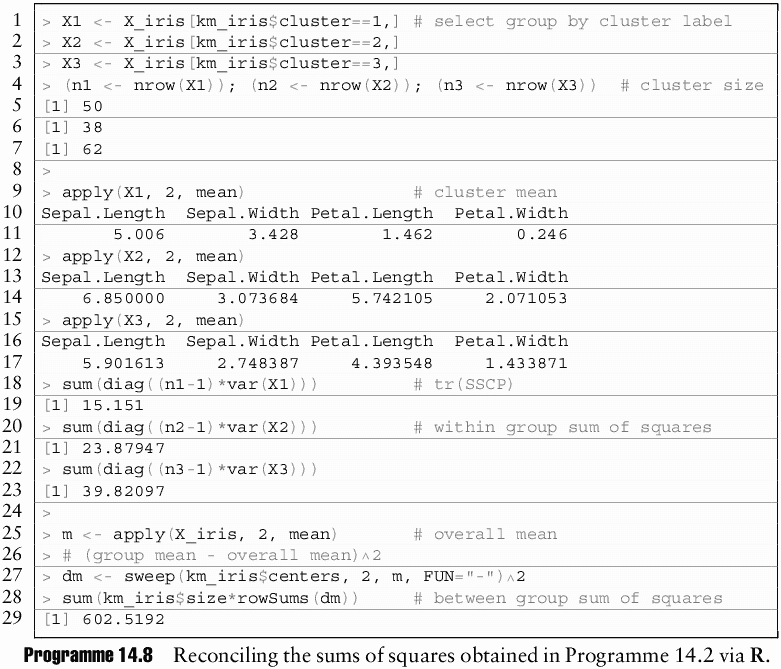 1 > X1 <- X_iris[km_iris$cluster==1,] # select group by cluster label
2 > X2 <- X_iris[km_iris$cluster==2,]
3 > X3 <- X_iris[km_iris$cluster==3,]
4 > (n1 <- nrow(X1)); (n2 <- nrow(X2)); (n3 <- nrow(X3)) # cluster size
5 [1] 50
6 [1] 38
7 [1] 62
8 >
9 > apply(X1, 2, mean) # cluster mean
10 Sepal.Length Sepal.Width Petal.Length Petal.Width
11 5.006 3.428 1.462 0.246
12 > apply(X2, 2, mean)
13 Sepal.Length Sepal.Width Petal.Length Petal.Width
14 6.850000 3.073684 5.742105 2.071053
15 > apply(X3, 2, mean)
16 Sepal.Length Sepal.Width Petal.Length Petal.Width
17 5.901613 2.748387 4.393548 1.433871
18 > sum(diag((n1-1)*var(X1))) # tr(SSCP)
19 [1] 15.151
20 > sum(diag((n2-1)*var(X2))) # within group sum of squares
21 [1] 23.87947
22 > sum(diag((n3-1)*var(X3)))
23 [1] 39.82097
24 >
25 > m <- apply(X_iris, 2, mean) # overall mean
26 > # (group mean - overall mean)^2
27 > dm <- sweep(km_iris$centers, 2, m, FUN="-")^2
28 > sum(km_iris$size*rowSums(dm)) # between group sum of squares
29 [1] 602.5192
Programme 14.8 Reconciling the sums of squares obtained in Programme 14.2 via R.